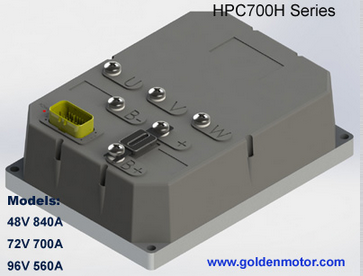 HPC700H Series
U
V
W
B-
+
B+
Models:
48V 840A
72V 700A
96V 560A
www.goldenmotor.com